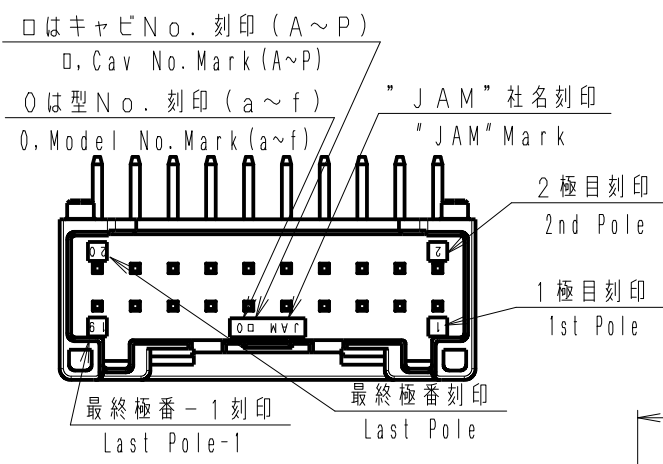 □はキャビNo.刻印(A~P)
□,Cav No.Mark(A~P)
Oは型No.刻印(a~f)
O,Model No.Mark(a~f)
"JAM"社名刻印
"JAM"Mark
2極目刻印
2nd Pole
20
2
1極目刻印
1st Pole
19
JAM □ O
1
最終極番-1刻印
Last Pole-1
最終極番刻印
Last Pole